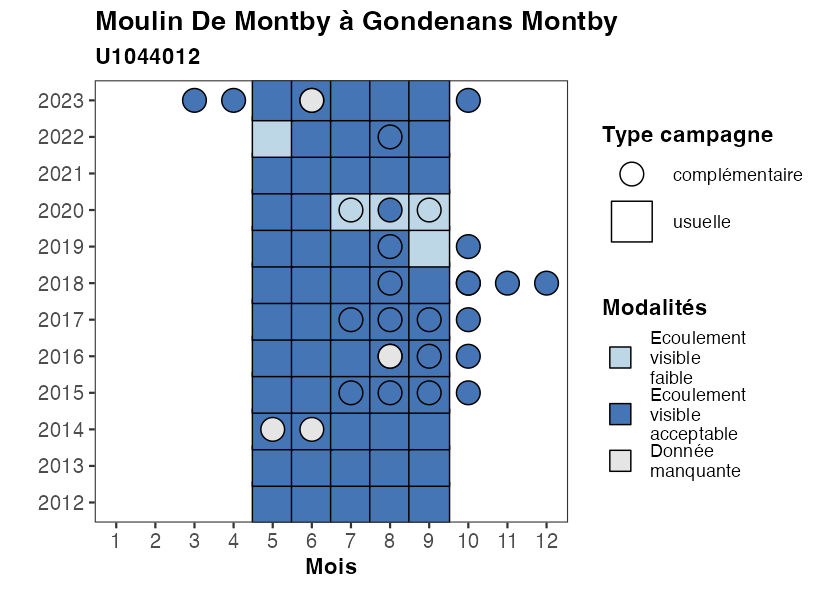 Moulin De Montby à Gondenans Montby
U1044012
2023
2022
2021
2020
2019
2018
2017
2016
2015
2014
2013
2012
1 2 3 4 5 6 7 8 9 10 11 12
Mois
Type campagne
complémentaire
usuelle
Modalités
Ecoulement
visible
faible
Ecoulement
visible
acceptable
Donnée
manquante